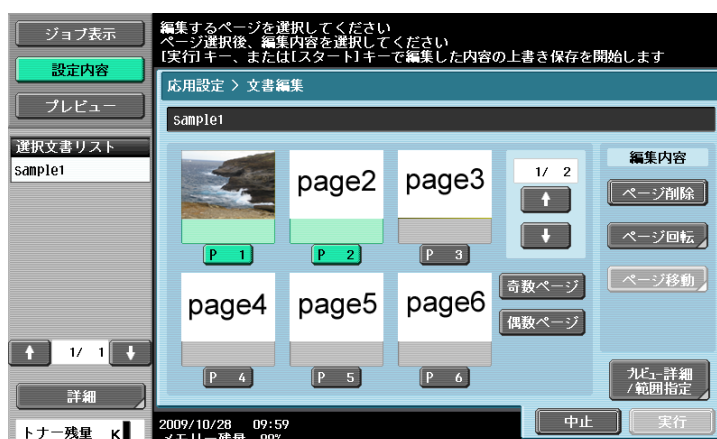 ジョブ表示
設定内容
プレビュー
選択文書リスト
sample1
1/ 1
詳細
トナー残量 K
編集するページを選択してください
ページ選択後、編集内容を選択してください
[実行]キー、または[スタート]キーで編集した内容の上書き保存を開始します
応用設定 > 文書編集
sample1
page2
page3
P 1
P 2
P 3
page4
page5
page6
P 4
P 5
P 6
1/ 2
奇数ページ
偶数ページ
編集内容
ページ削除
ページ回転
ページ移動
プレビュー詳細
/範囲指定
2009/10/28 09:59
メモリー残量 99%
中止
実行